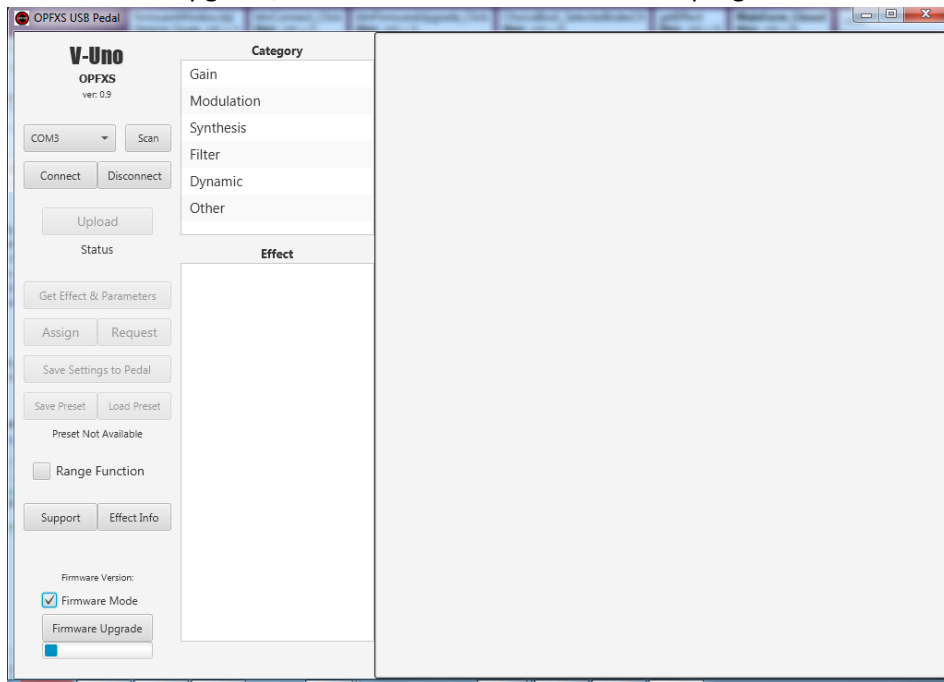 OPFXS USB Pedal
V-Uno
OPFXS
ver: 0.9
COM3
Scan
Connect
Disconnect
Upload
Status
Get Effect & Parameters
Assign
Request
Save Settings to Pedal
Save Preset
Load Preset
Preset Not Available
Range Function
Support
Effect Info
Firmware Version:
Firmware Mode
Firmware Upgrade
Category
Gain
Modulation
Synthesis
Filter
Dynamic
Other
Effect